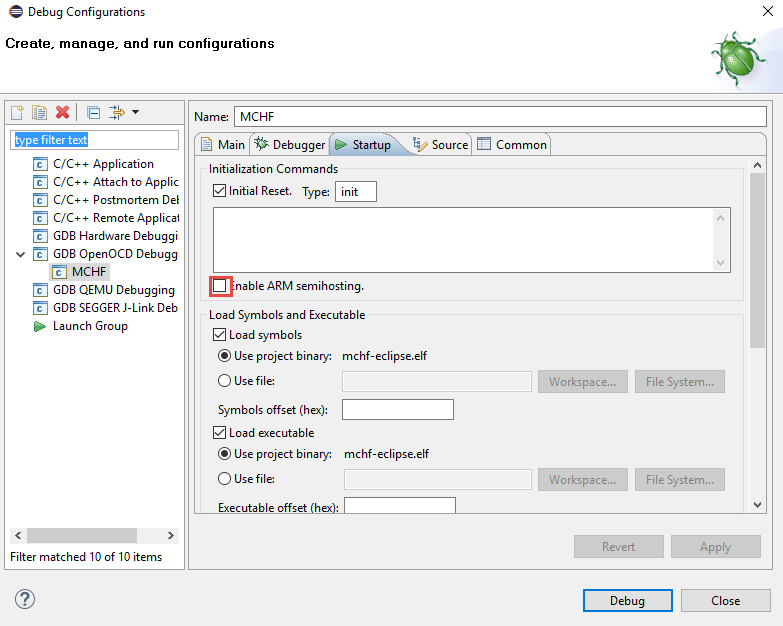 Debug Configurations
Create, manage, and run configurations
type filter text
C/C++ Application
C/C++ Attach to Applic
C/C++ Postmortem Del
C/C++ Remote Applicat
GDB Hardware Debuggi
GDB OpenOCD Debugg
MCHF
GDB QEMU Debugging
GDB SEGGER J-Link Deb
Launch Group
Filter matched 10 of 10 items
Name: MCHF
Main Debugger Startup Source Common
Initialization Commands
Initial Reset. Type: init
Enable ARM semihosting.
Load Symbols and Executable
Load symbols
Use project binary: mchf-eclipse.elf
Use file: Workspace... File System...
Symbols offset (hex):
Load executable
Use project binary: mchf-eclipse.elf
Use file: Workspace... File System...
Executable offset (hex):
Revert Apply
Debug Close